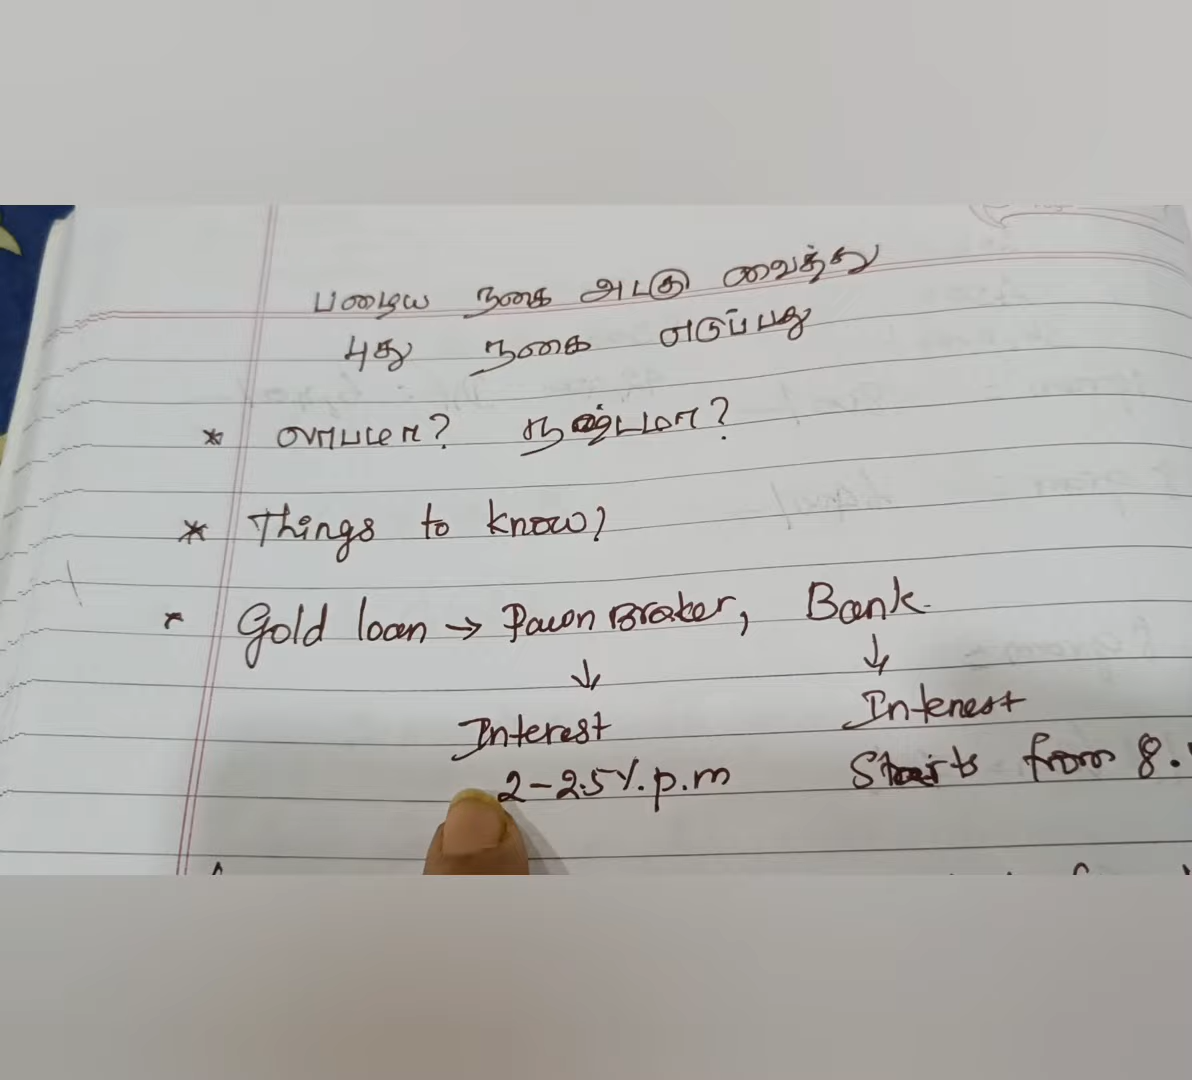 பழைய நகை அடகு வைத்து
புது நகை எடுப்பது
* லாபமா? நஷ்டமா?
* Things to know?
* Gold loan → Pawn Broker, Bank.
↓ ↓
Interest Interest
2-2.5%.p.m Starts from 8.